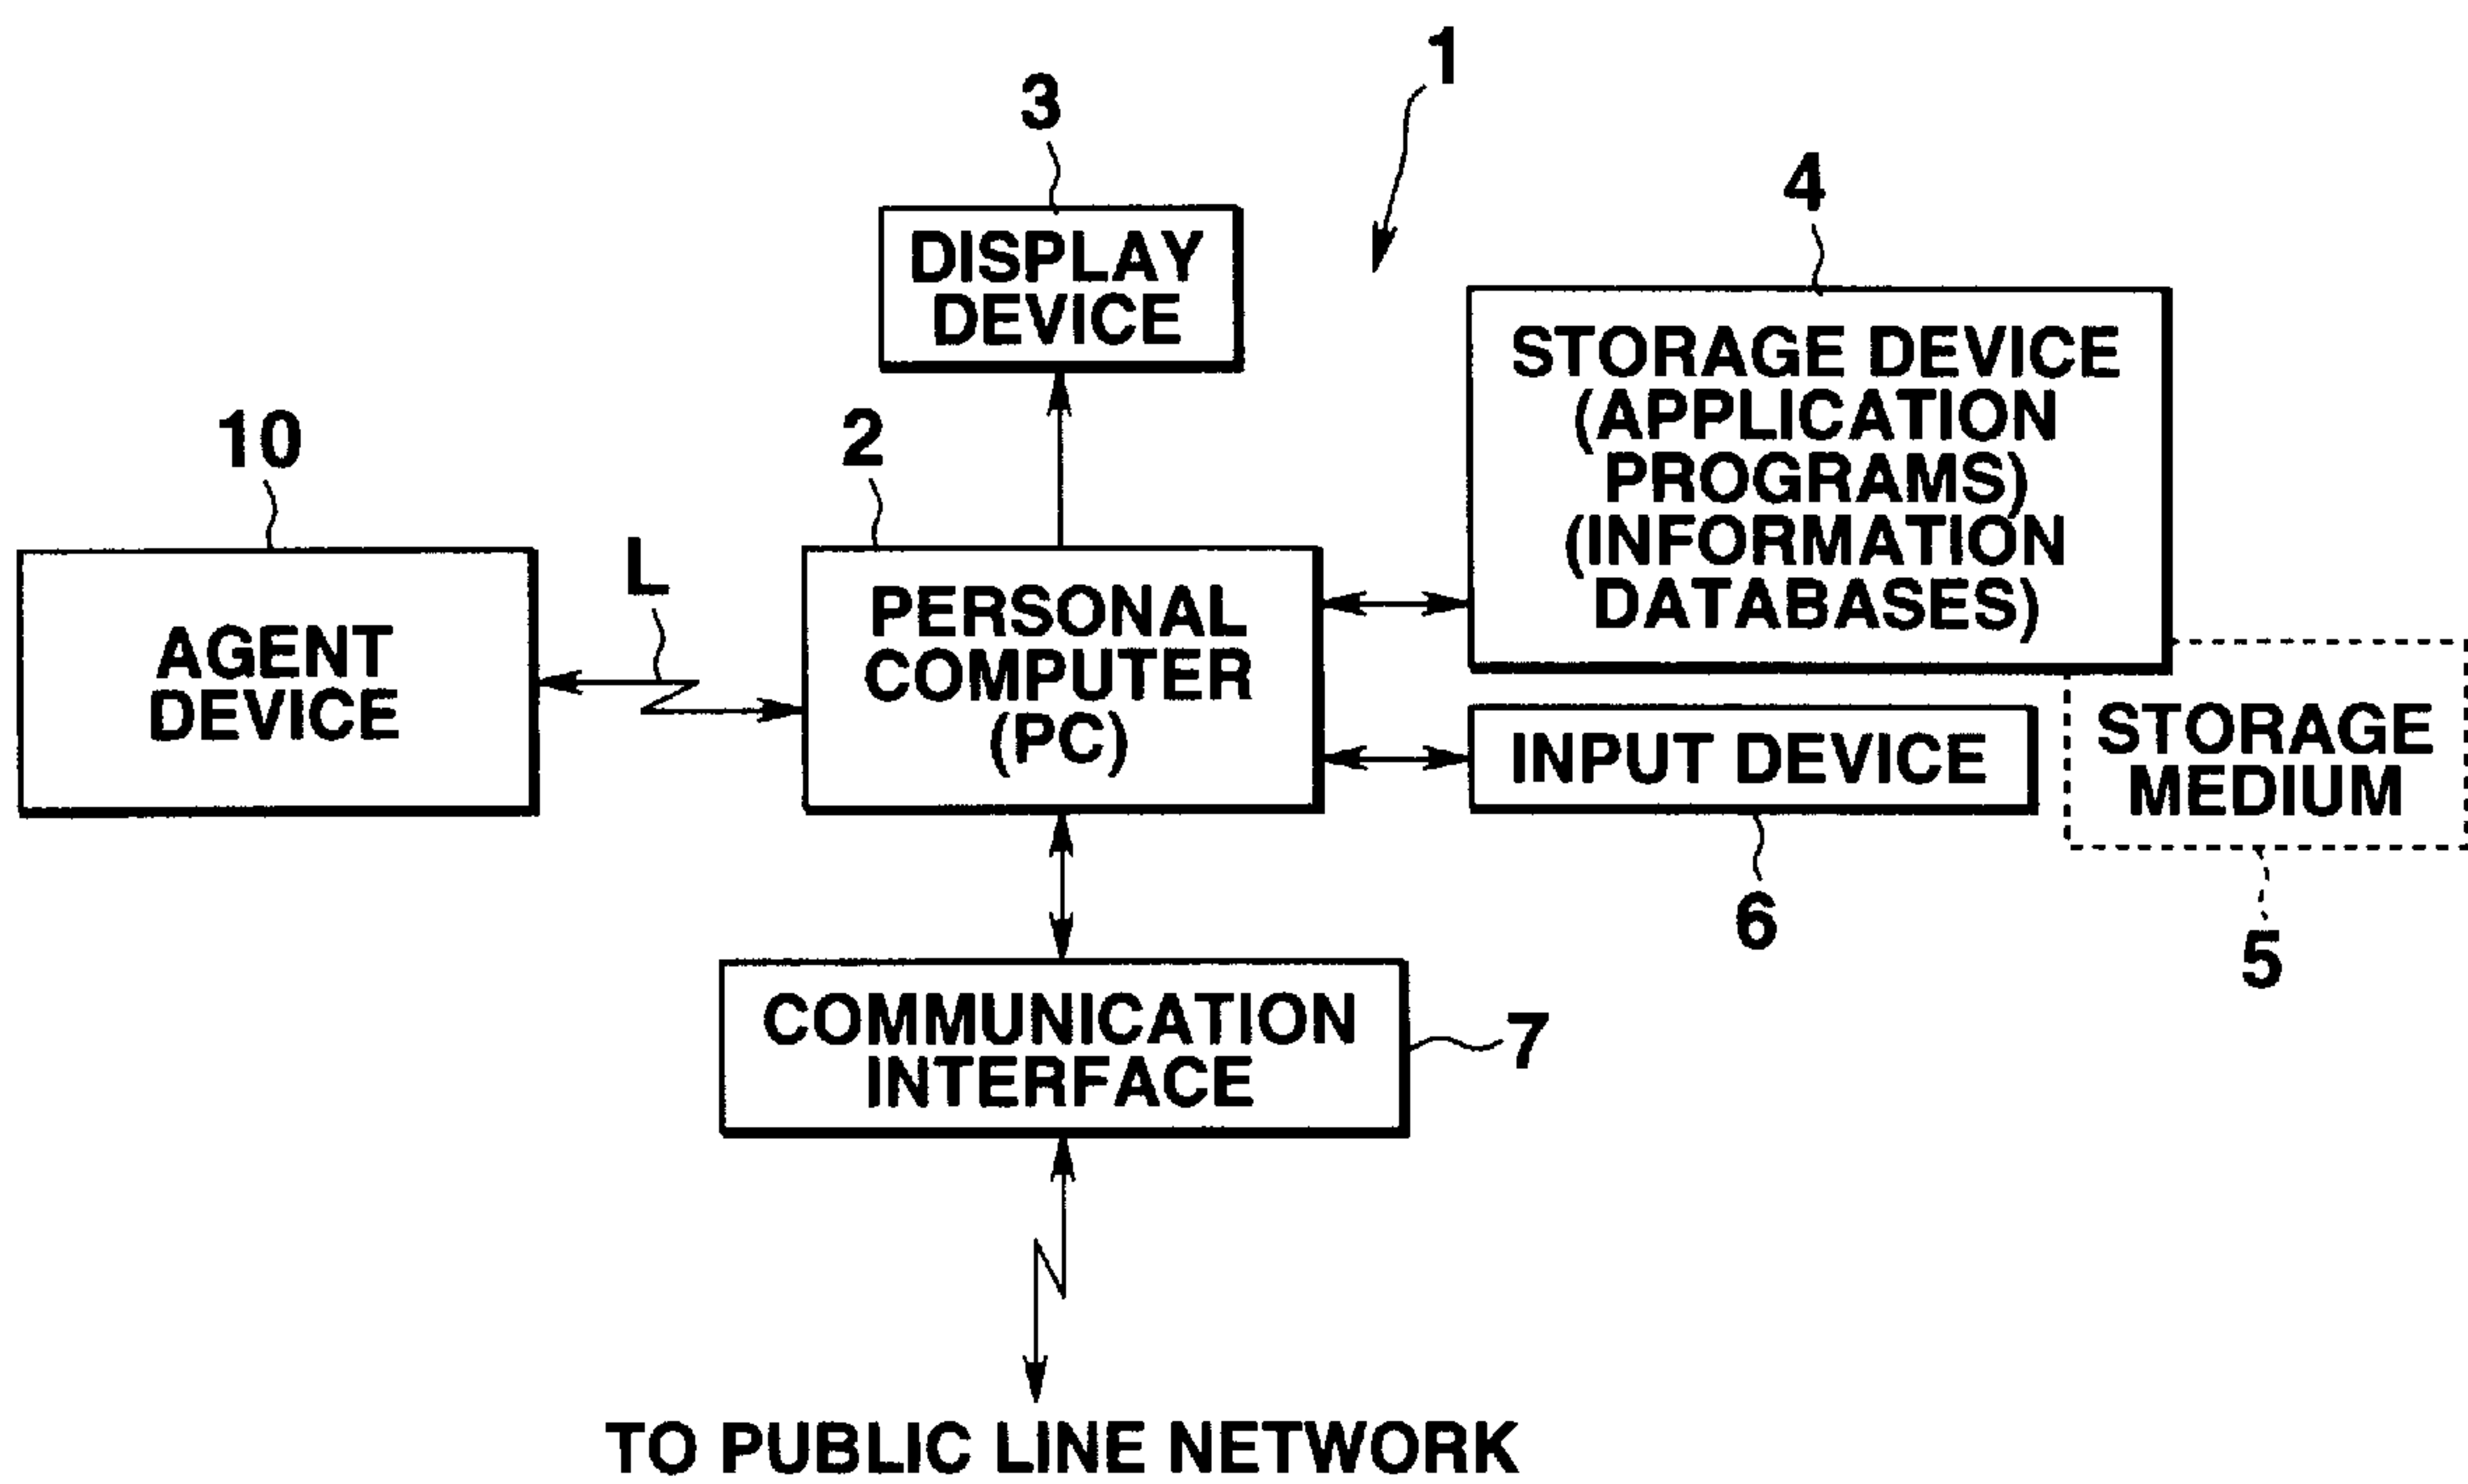 1
3
DISPLAY
DEVICE
4
STORAGE DEVICE
(APPLICATION
PROGRAMS)
(INFORMATION
DATABASES)
10
AGENT
DEVICE
L
2
PERSONAL
COMPUTER
(PC)
INPUT DEVICE
6
STORAGE
MEDIUM
5
COMMUNICATION
INTERFACE
7
TO PUBLIC LINE NETWORK